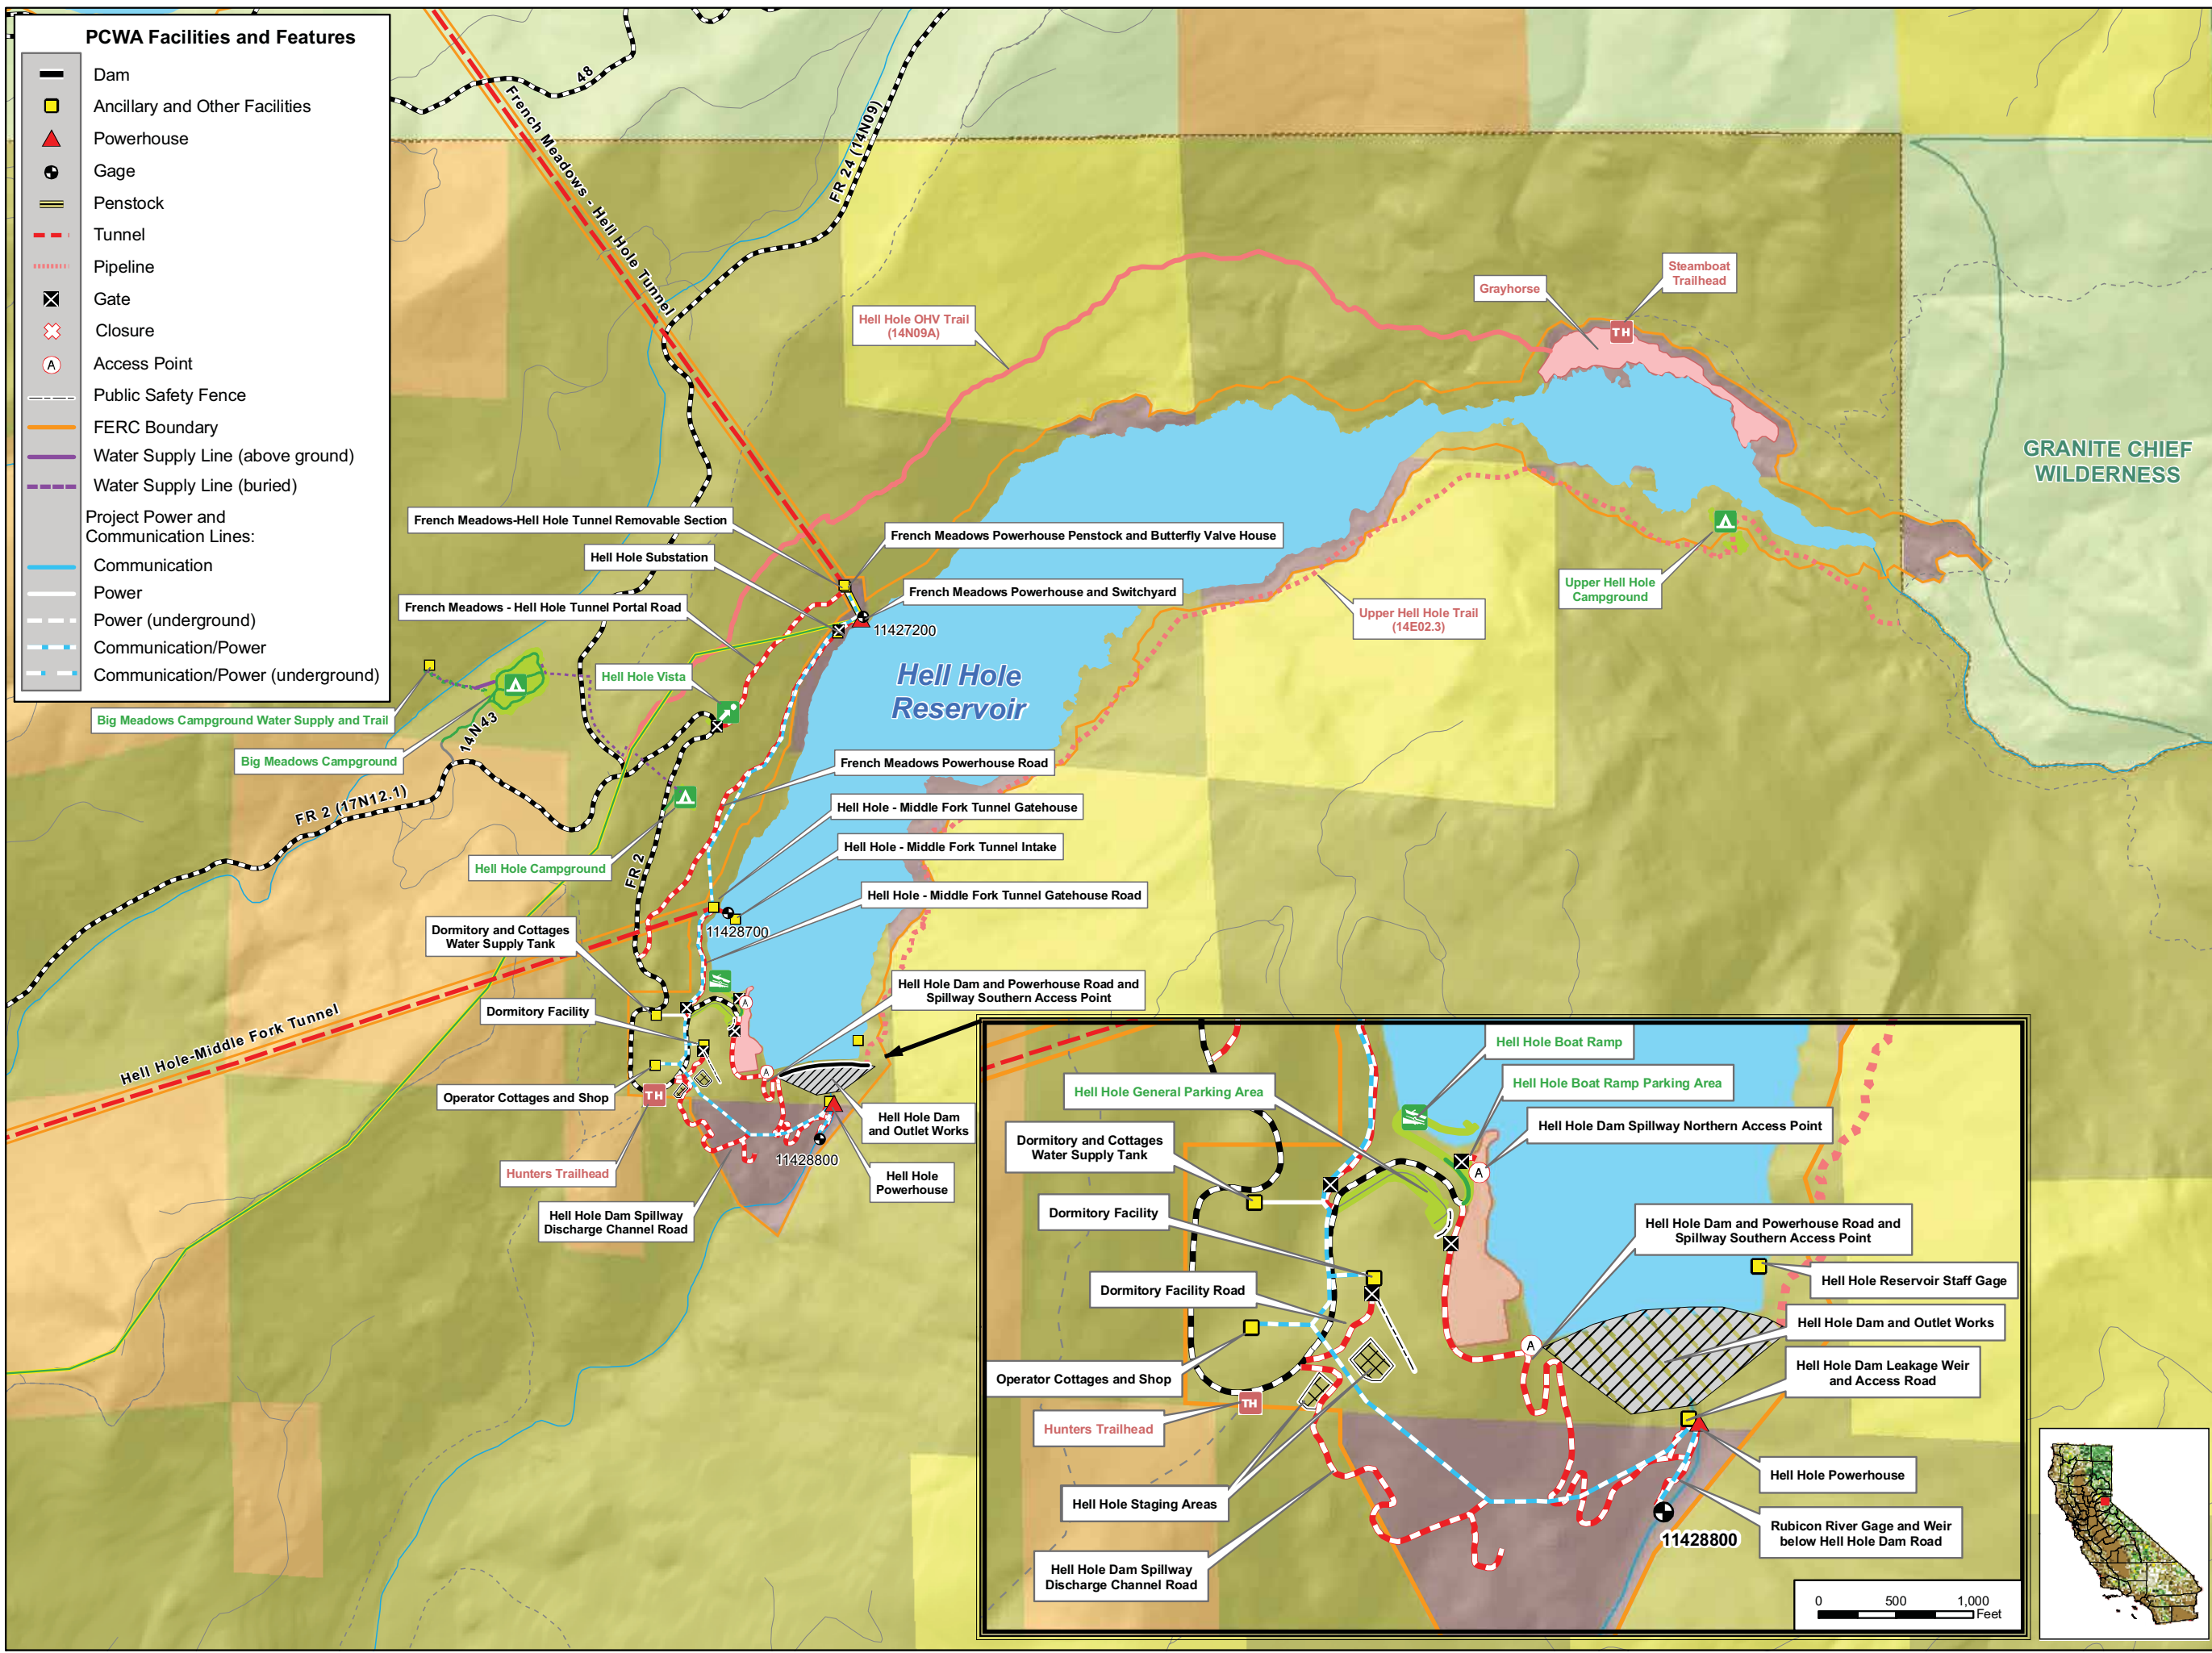 PCWA Facilities and Features
Dam
Ancillary and Other Facilities
Powerhouse
Gage
Penstock
Tunnel
Pipeline
Gate
Closure
A
Access Point
Public Safety Fence
FERC Boundary
Water Supply Line (above ground)
Water Supply Line (buried)
Project Power and
Communication Lines:
Communication
Power
Power (underground)
Communication/Power
Communication/Power (underground)
48
FR 24 (14N09)
French Meadows - Hell Hole Tunnel
Hell Hole OHV Trail
(14N09A)
Grayhorse
Steamboat
Trailhead
TH
GRANITE CHIEF
WILDERNESS
French Meadows-Hell Hole Tunnel Removable Section
French Meadows Powerhouse Penstock and Butterfly Valve House
Hell Hole Substation
French Meadows Powerhouse and Switchyard
French Meadows - Hell Hole Tunnel Portal Road
11427200
Upper Hell Hole
Campground
Upper Hell Hole Trail
(14E02.3)
Hell Hole
Reservoir
Hell Hole Vista
Big Meadows Campground Water Supply and Trail
14N43
Big Meadows Campground
FR 2 (17N12.1)
French Meadows Powerhouse Road
Hell Hole - Middle Fork Tunnel Gatehouse
Hell Hole - Middle Fork Tunnel Intake
Hell Hole Campground
FR 2
Hell Hole - Middle Fork Tunnel Gatehouse Road
11428700
Dormitory and Cottages
Water Supply Tank
Hell Hole Dam and Powerhouse Road and
Spillway Southern Access Point
Dormitory Facility
A
A
Hell Hole-Middle Fork Tunnel
Operator Cottages and Shop
TH
Hell Hole Dam
and Outlet Works
11428800
Hunters Trailhead
Hell Hole
Powerhouse
Hell Hole Dam Spillway
Discharge Channel Road
Hell Hole Boat Ramp
Hell Hole General Parking Area
Hell Hole Boat Ramp Parking Area
Hell Hole Dam Spillway Northern Access Point
Dormitory and Cottages
Water Supply Tank
A
Dormitory Facility
Hell Hole Dam and Powerhouse Road and
Spillway Southern Access Point
Hell Hole Reservoir Staff Gage
Dormitory Facility Road
Hell Hole Dam and Outlet Works
A
Hell Hole Dam Leakage Weir
and Access Road
Operator Cottages and Shop
TH
Hunters Trailhead
Hell Hole Powerhouse
Hell Hole Staging Areas
Rubicon River Gage and Weir
below Hell Hole Dam Road
11428800
Hell Hole Dam Spillway
Discharge Channel Road
0 500 1,000
Feet